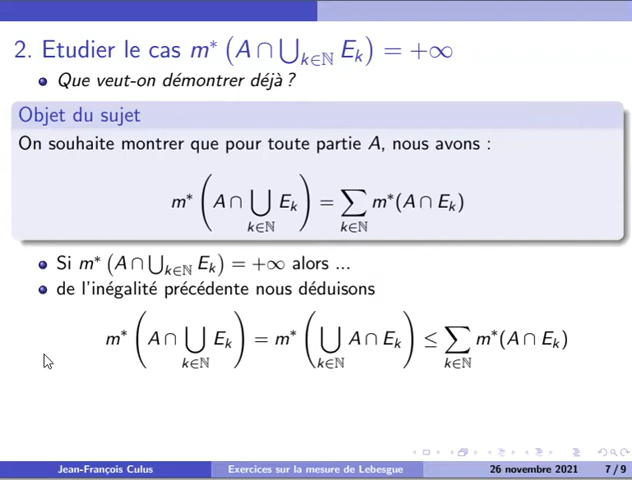 2. Etudier le cas m* (A ∩ ⋃_{k∈ℕ} E_k) = +∞
Que veut-on démontrer déjà ?
Objet du sujet
On souhaite montrer que pour toute partie A, nous avons :
m* (A ∩ ⋃_{k∈ℕ} E_k) = ∑_{k∈ℕ} m*(A ∩ E_k)
Si m* (A ∩ ⋃_{k∈ℕ} E_k) = +∞ alors ...
de l'inégalité précédente nous déduisons
m* (A ∩ ⋃_{k∈ℕ} E_k) = m* (⋃_{k∈ℕ} A ∩ E_k) ≤ ∑_{k∈ℕ} m*(A ∩ E_k)
Jean-François Culus Exercices sur la mesure de Lebesgue 26 novembre 2021 7 / 9